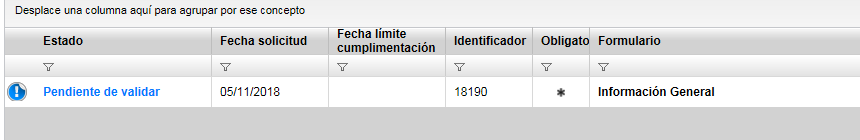 Desplace una columna aquí para agrupar por ese concepto
Estado Fecha solicitud Fecha límite cumplimentación Identificador Obligato Formulario
Pendiente de validar 05/11/2018 18190 * Información General